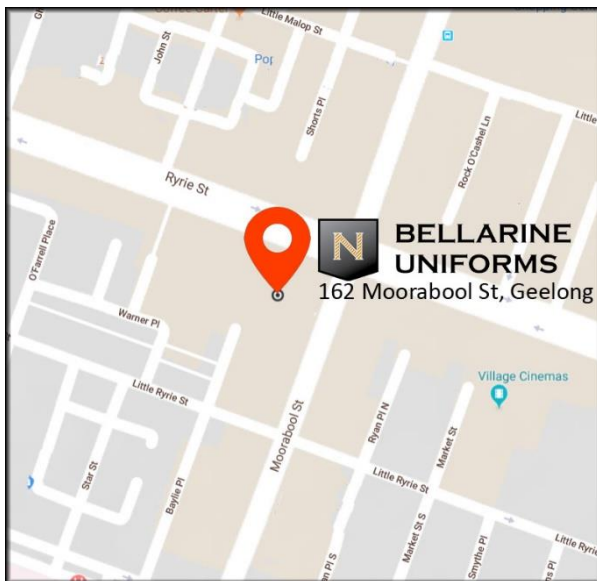 Little Malop St
John St
Shorts Pl
Rock O'Cashel Ln
Little
Ryrie St
N
BELLARINE
UNIFORMS
162 Moorabool St, Geelong
O'Farrell Place
Warner Pl
Village Cinemas
Little Ryrie St
Moorabool St
Ryan Pl N
Market St
Star St
Baylie Pl
Little Ryrie St
Market St S
Smythe Pl
Little Ry